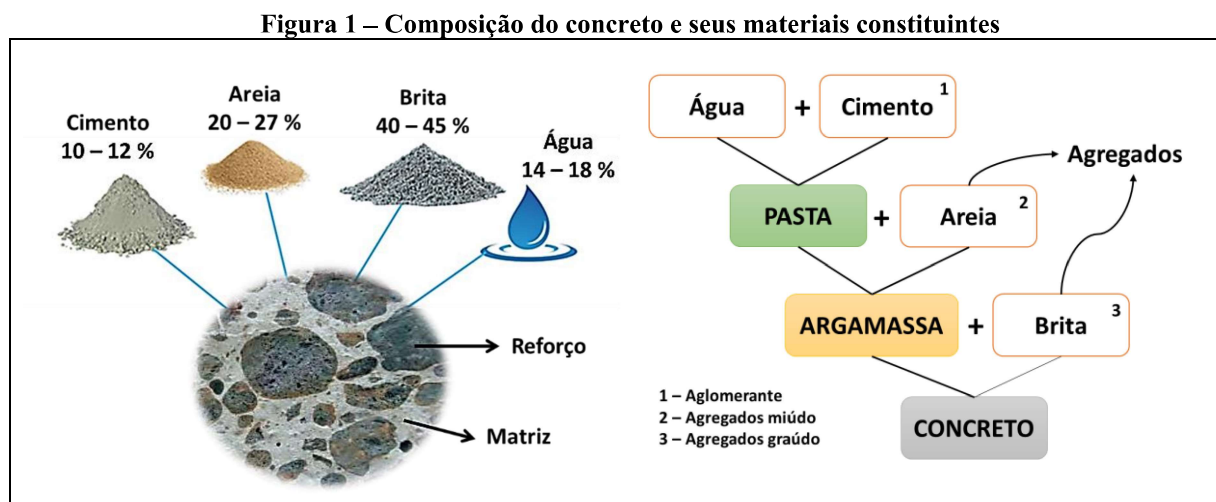 Figura 1 – Composição do concreto e seus materiais constituintes
Cimento
10 – 12 %
Areia
20 – 27 %
Brita
40 – 45 %
Água
14 – 18 %
Reforço
Matriz
Água + Cimento 1
Agregados
PASTA + Areia 2
ARGAMASSA + Brita 3
1 – Aglomerante
2 – Agregados miúdo
3 – Agregados graúdo
CONCRETO